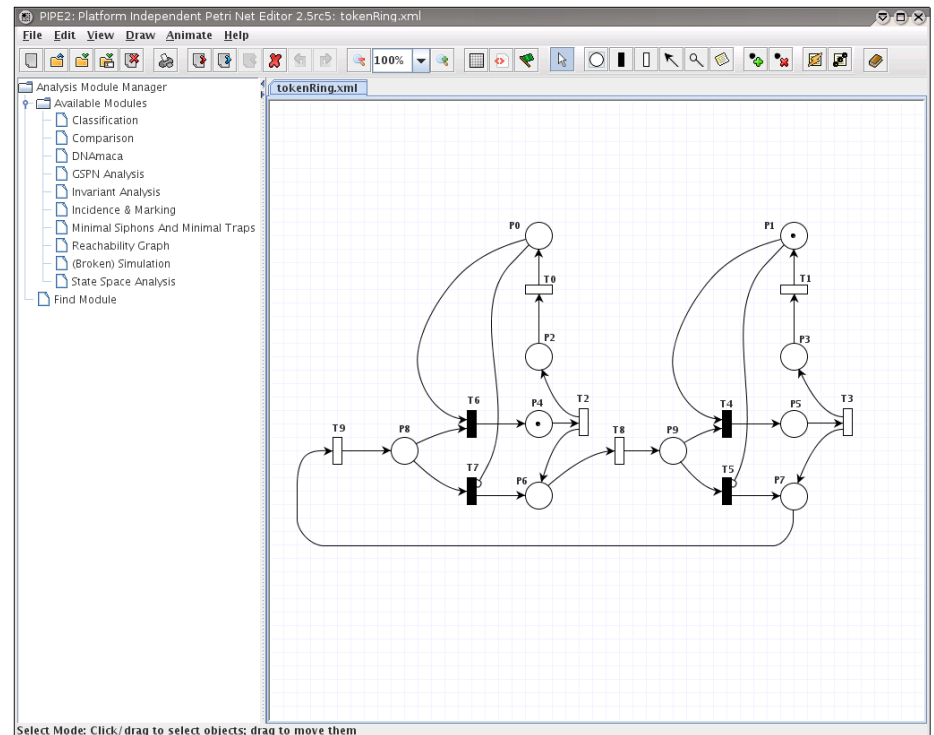 PIPE2: Platform Independent Petri Net Editor 2.5rc5: tokenRing.xml
File Edit View Draw Animate Help
100%
Analysis Module Manager
Available Modules
Classification
Comparison
DNAmaca
GSPN Analysis
Invariant Analysis
Incidence & Marking
Minimal Siphons And Minimal Traps
Reachability Graph
(Broken) Simulation
State Space Analysis
Find Module
tokenRing.xml
P0 P1
T0 T1
P2 P3
T6 P4 T2 T4 P5 T3
T9 P8 T8 P9
T7 P6 T5 P7
Select Mode: Click/drag to select objects; drag to move them